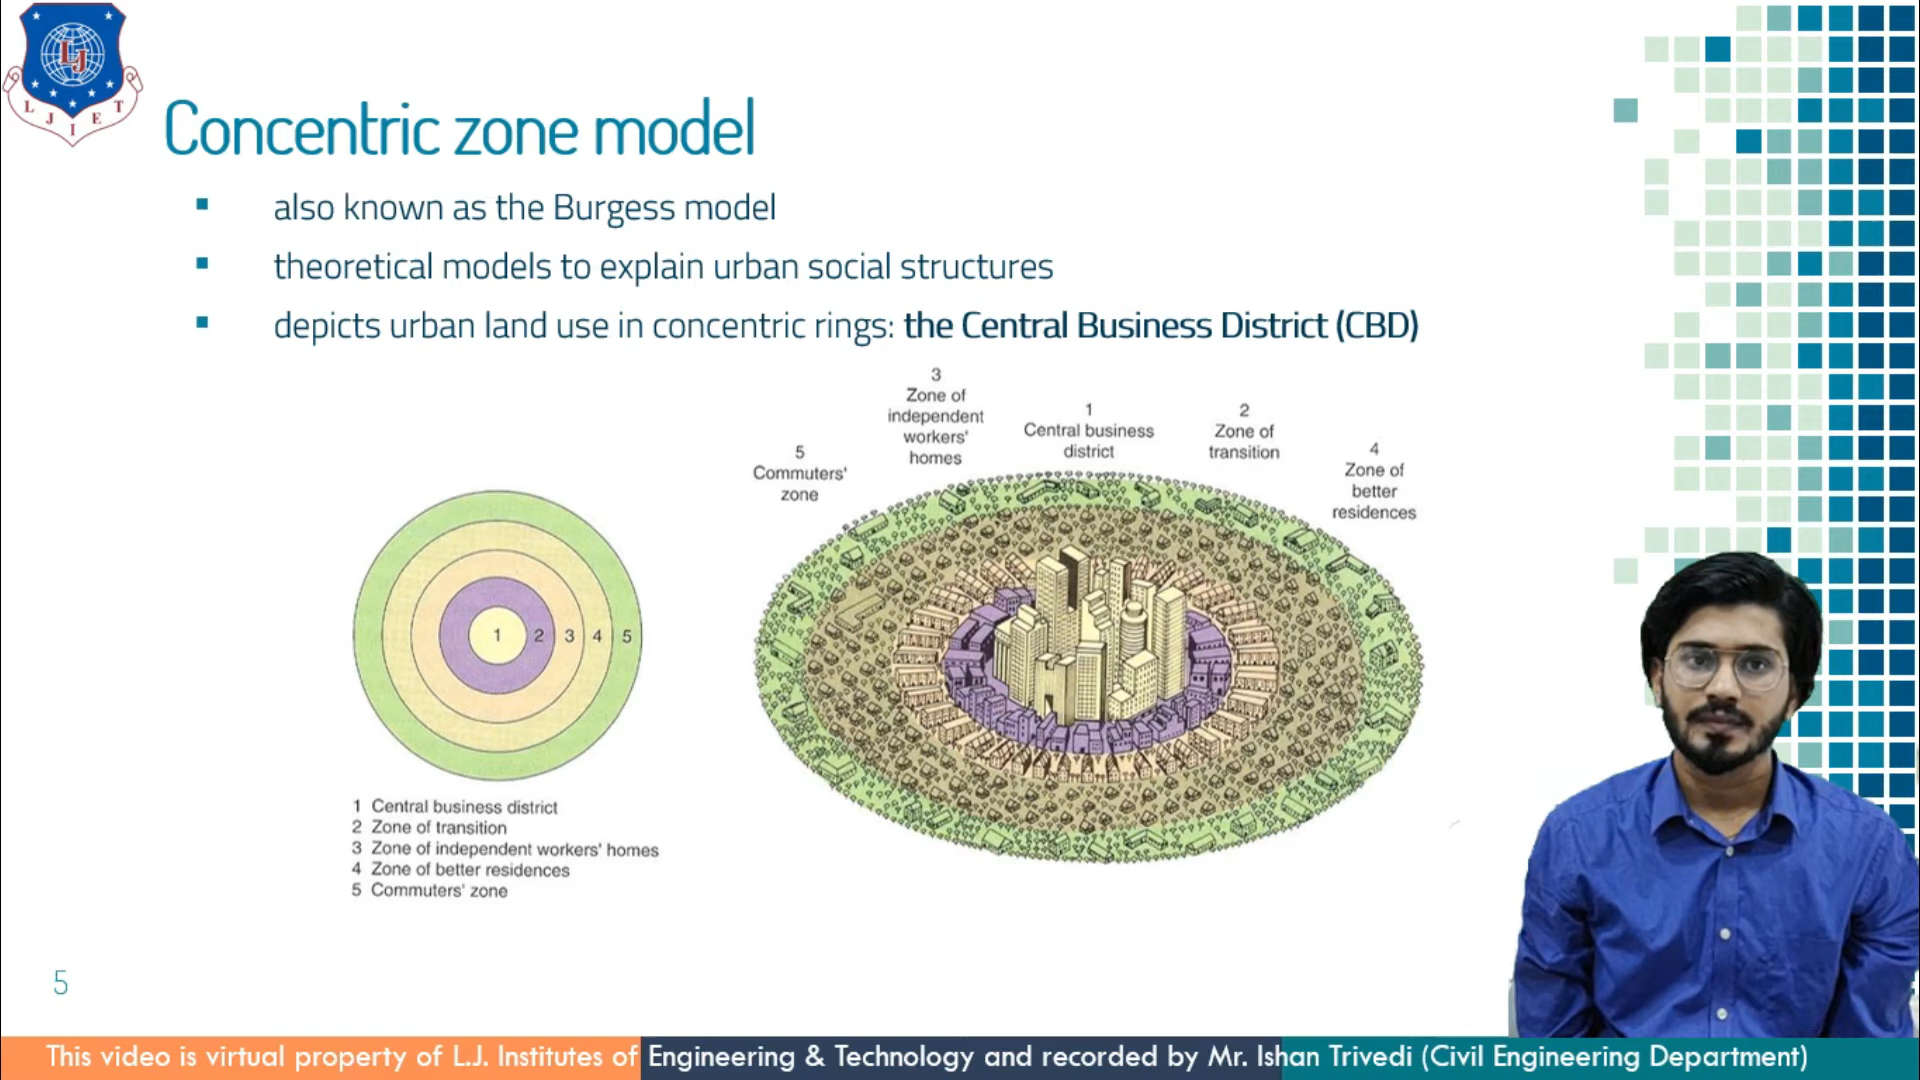 LJ
L J I E T
Concentric zone model
▪ also known as the Burgess model
▪ theoretical models to explain urban social structures
▪ depicts urban land use in concentric rings: the Central Business District (CBD)
3
Zone of
independent
workers'
homes
1
Central business
district
2
Zone of
transition
5
Commuters'
zone
4
Zone of
better
residences
1 2 3 4 5
1 Central business district
2 Zone of transition
3 Zone of independent workers' homes
4 Zone of better residences
5 Commuters' zone
5
This video is virtual property of L.J. Institutes of Engineering & Technology and recorded by Mr. Ishan Trivedi (Civil Engineering Department)